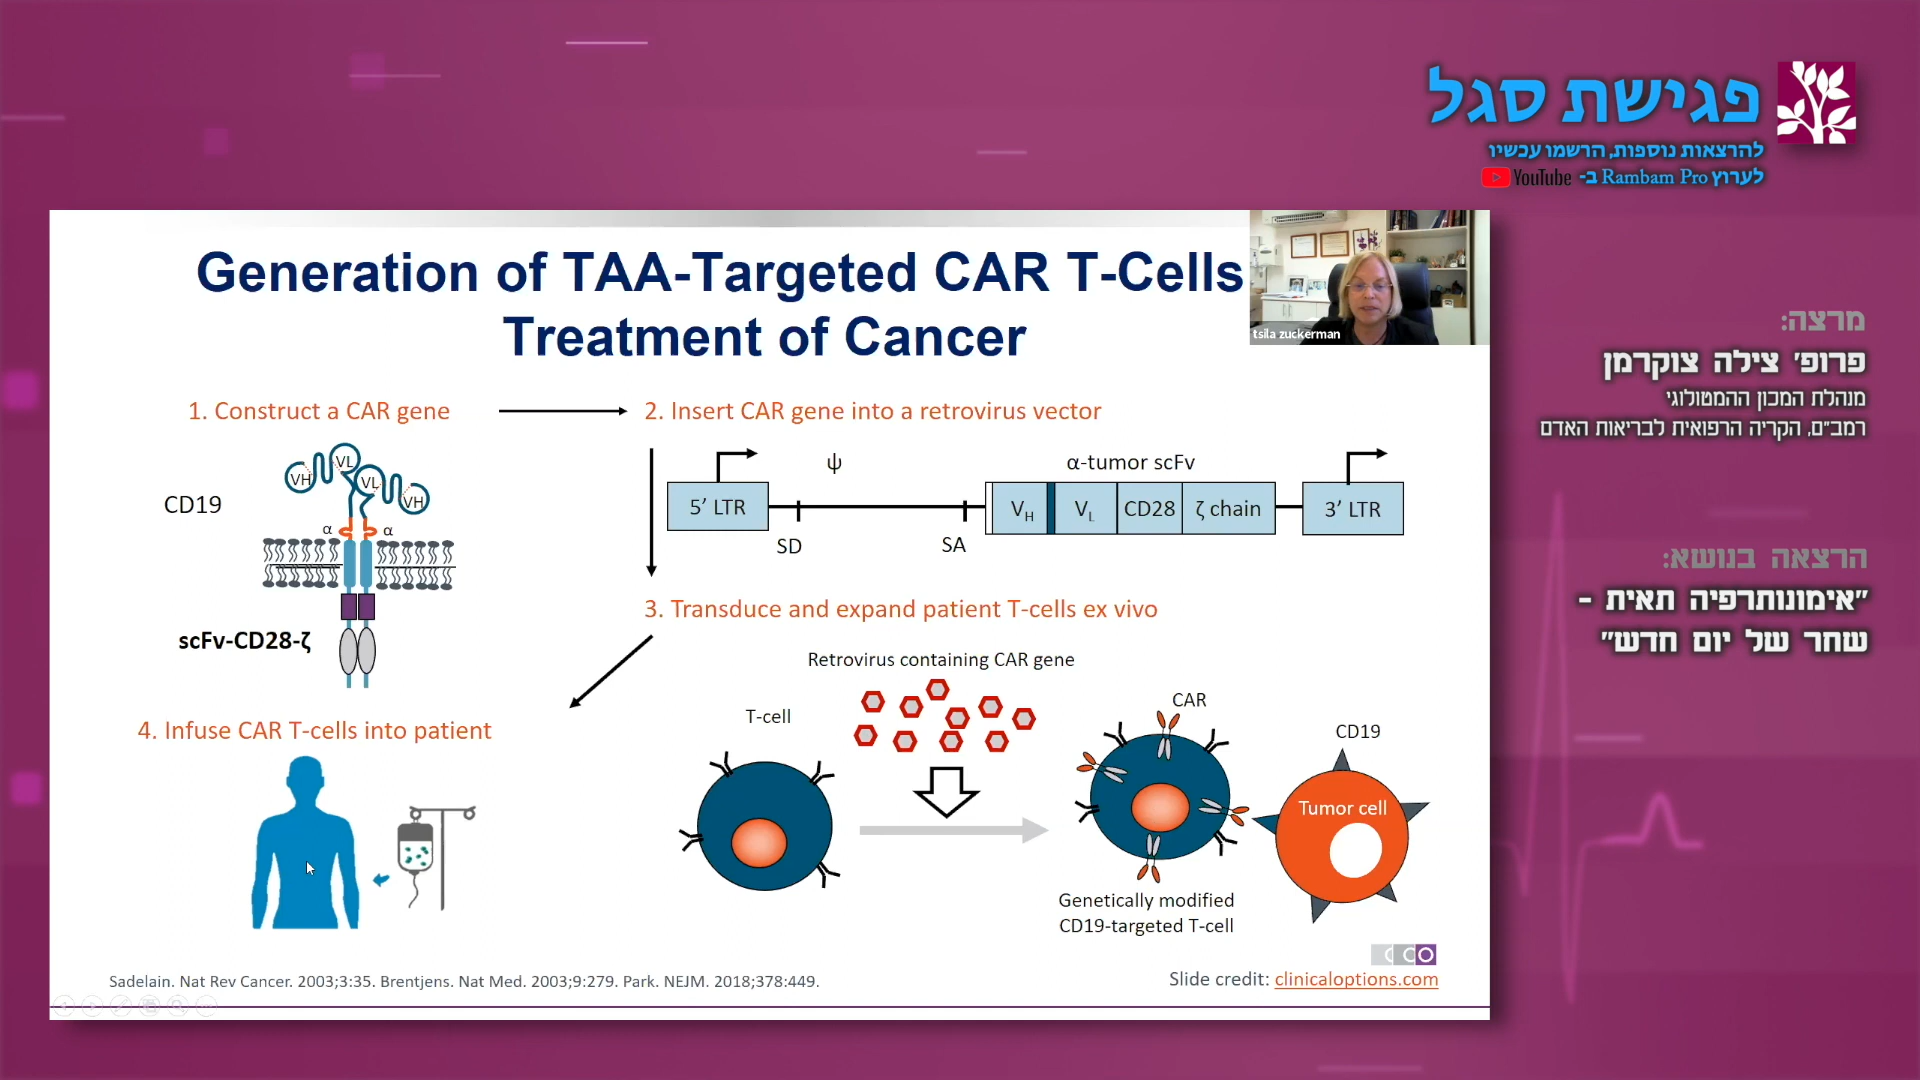 פגישת סגל
להרצאות נוספות, הרשמו עכשיו
לערוץ Rambam Pro ב- YouTube
Generation of TAA-Targeted CAR T-Cells
Treatment of Cancer
tsila zuckerman
מרצה:
פרופ' צילה צוקרמן
מנהלת המכון ההמטולוגי
רמב"ם, הקריה הרפואית לבריאות האדם
הרצאה בנושא:
"אימונותרפיה תאית -
שחר של יום חדש"
1. Construct a CAR gene
CD19
VH VL VL VH
α α
scFv-CD28-ζ
2. Insert CAR gene into a retrovirus vector
ψ α-tumor scFv
5' LTR VH VL CD28 ζ chain 3' LTR
SD SA
3. Transduce and expand patient T-cells ex vivo
Retrovirus containing CAR gene
T-cell
CAR
CD19
Tumor cell
Genetically modified
CD19-targeted T-cell
4. Infuse CAR T-cells into patient
CCO
Sadelain. Nat Rev Cancer. 2003;3:35. Brentjens. Nat Med. 2003;9:279. Park. NEJM. 2018;378:449.
Slide credit: clinicaloptions.com